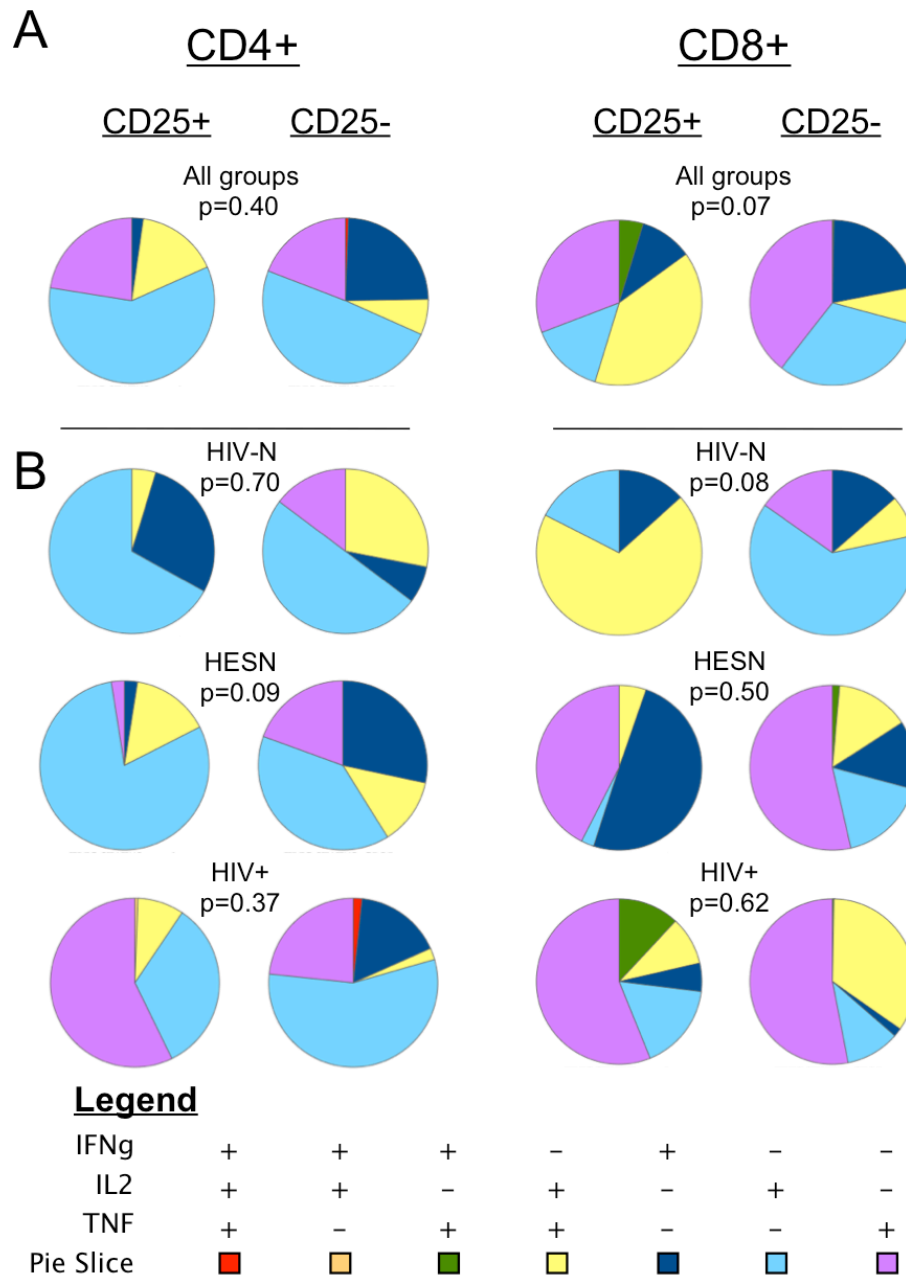 A
CD4+ CD8+
CD25+ CD25- CD25+ CD25-
All groups All groups
p=0.40 p=0.07
B
HIV-N HIV-N
p=0.70 p=0.08
HESN HESN
p=0.09 p=0.50
HIV+ HIV+
p=0.37 p=0.62
Legend
IFNg + + + – + – –
IL2 + + – + – + –
TNF + – + + – – +
Pie Slice